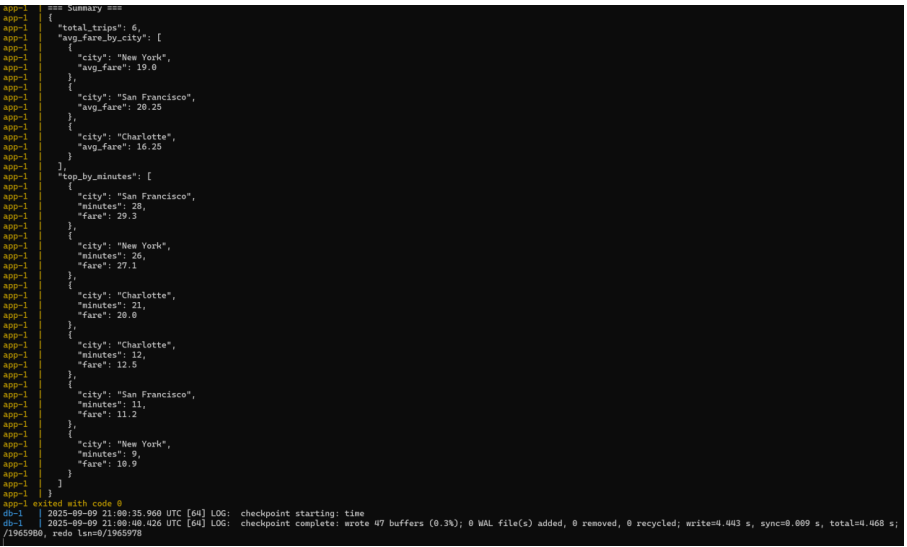 app-1  | === Summary ===
app-1  | {
app-1  |   "total_trips": 6,
app-1  |   "avg_fare_by_city": [
app-1  |     {
app-1  |       "city": "New York",
app-1  |       "avg_fare": 19.0
app-1  |     },
app-1  |     {
app-1  |       "city": "San Francisco",
app-1  |       "avg_fare": 20.25
app-1  |     },
app-1  |     {
app-1  |       "city": "Charlotte",
app-1  |       "avg_fare": 16.25
app-1  |     }
app-1  |   ],
app-1  |   "top_by_minutes": [
app-1  |     {
app-1  |       "city": "San Francisco",
app-1  |       "minutes": 28,
app-1  |       "fare": 29.3
app-1  |     },
app-1  |     {
app-1  |       "city": "New York",
app-1  |       "minutes": 26,
app-1  |       "fare": 27.1
app-1  |     },
app-1  |     {
app-1  |       "city": "Charlotte",
app-1  |       "minutes": 21,
app-1  |       "fare": 20.0
app-1  |     },
app-1  |     {
app-1  |       "city": "Charlotte",
app-1  |       "minutes": 12,
app-1  |       "fare": 12.5
app-1  |     },
app-1  |     {
app-1  |       "city": "San Francisco",
app-1  |       "minutes": 11,
app-1  |       "fare": 11.2
app-1  |     },
app-1  |     {
app-1  |       "city": "New York",
app-1  |       "minutes": 9,
app-1  |       "fare": 10.9
app-1  |     }
app-1  |   ]
app-1  | }
app-1 exited with code 0
db-1   | 2025-09-09 21:00:35.960 UTC [64] LOG:  checkpoint starting: time
db-1   | 2025-09-09 21:00:40.426 UTC [64] LOG:  checkpoint complete: wrote 47 buffers (0.3%); 0 WAL file(s) added, 0 removed, 0 recycled; write=4.443 s, sync=0.009 s, total=4.468 s;
/19659B0, redo lsn=0/1965978